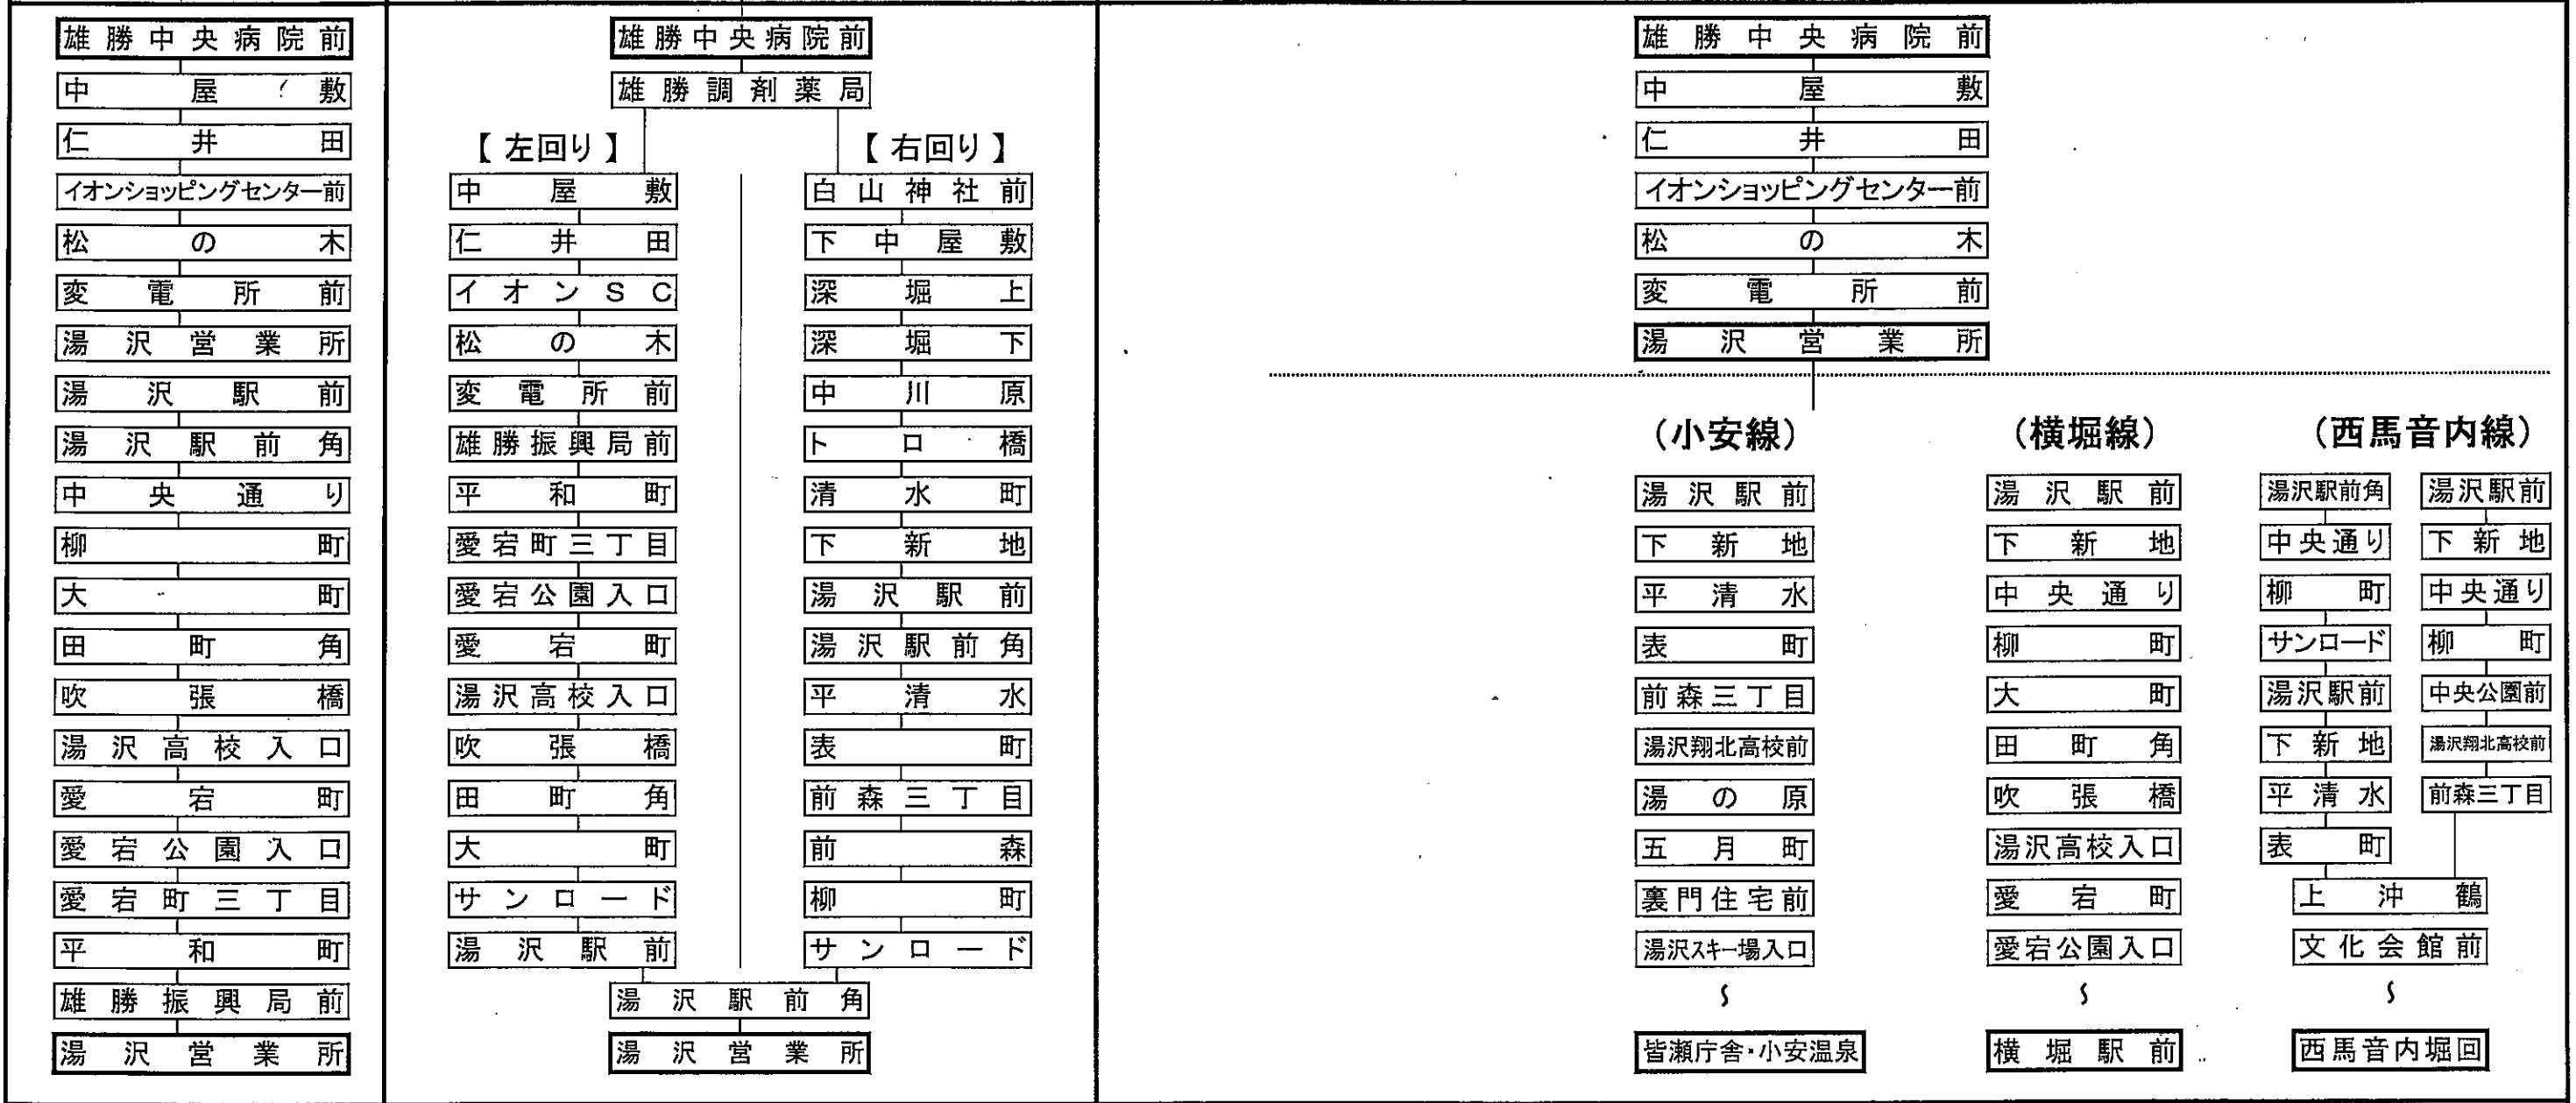 雄勝中央病院前
中屋敷
仁井田
イオンショッピングセンター前
松の木
変電所前
湯沢営業所
湯沢駅前
湯沢駅前角
中央通り
柳町
大町
田町角
吹張橋
湯沢高校入口
愛宕町
愛宕公園入口
愛宕町三丁目
平和町
雄勝振興局前
湯沢営業所
雄勝中央病院前
雄勝調剤薬局
【左回り】
中屋敷
仁井田
イオンSC
松の木
変電所前
雄勝振興局前
平和町
愛宕町三丁目
愛宕公園入口
愛宕町
湯沢高校入口
吹張橋
田町角
大町
サンロード
湯沢駅前
【右回り】
白山神社前
下中屋敷
深堀上
深堀下
中川原
トロ橋
清水町
下新地
湯沢駅前
湯沢駅前角
平清水
表町
前森三丁目
前森
柳町
サンロード
湯沢駅前角
湯沢営業所
雄勝中央病院前
中屋敷
仁井田
イオンショッピングセンター前
松の木
変電所前
湯沢営業所
(小安線)
湯沢駅前
下新地
平清水
表町
前森三丁目
湯沢翔北高校前
湯の原
五月町
裏門住宅前
湯沢スキー場入口
〜
皆瀬庁舎・小安温泉
(横堀線)
湯沢駅前
下新地
中央通り
柳町
大町
田町角
吹張橋
湯沢高校入口
愛宕町
愛宕公園入口
〜
横堀駅前
(西馬音内線)
湯沢駅前角
中央通り
柳町
サンロード
湯沢駅前
下新地
平清水
表町
湯沢駅前
下新地
中央通り
柳町
中央公園前
湯沢翔北高校前
前森三丁目
上沖鶴
文化会館前
〜
西馬音内堀回